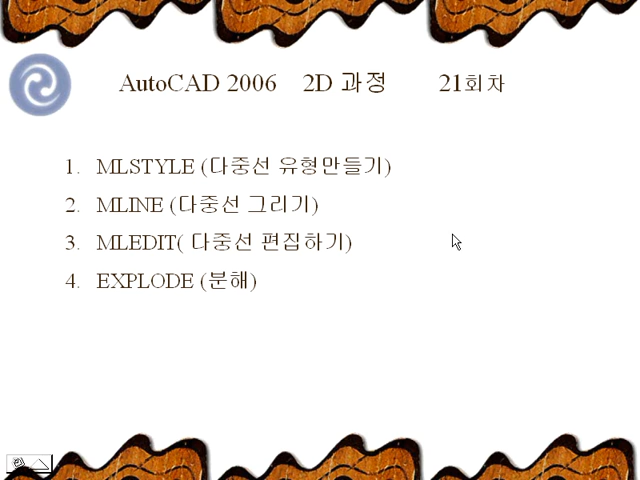 AutoCAD 2006 2D 과정 21회차
1. MLSTYLE (다중선 유형만들기)
2. MLINE (다중선 그리기)
3. MLEDIT( 다중선 편집하기)
4. EXPLODE (분해)